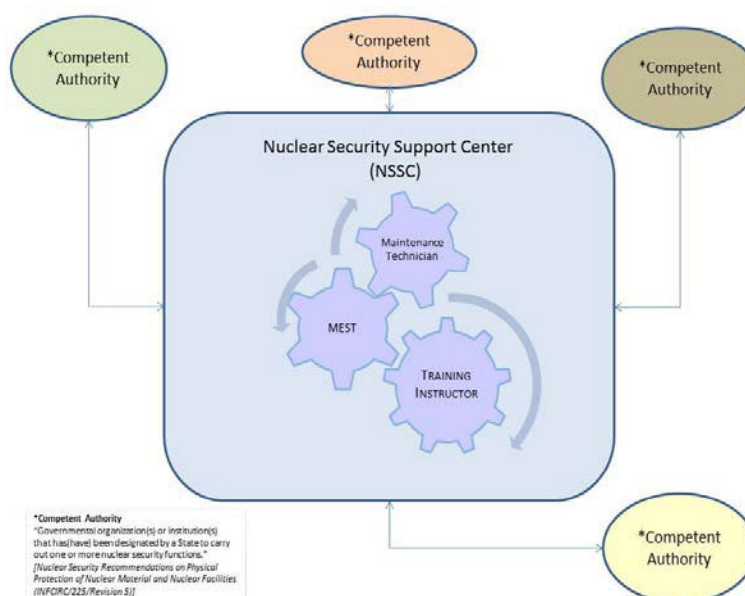 *Competent
Authority
*Competent
Authority
*Competent
Authority
Nuclear Security Support Center
(NSSC)
Maintenance
Technician
MEST
TRAINING
INSTRUCTOR
*Competent Authority
"Governmental organization(s) or institution(s)
that has(have) been designated by a State to carry
out one or more nuclear security functions."
[Nuclear Security Recommendations on Physical
Protection of Nuclear Material and Nuclear Facilities
(INFCIRC/225/Revision 5)]
*Competent
Authority